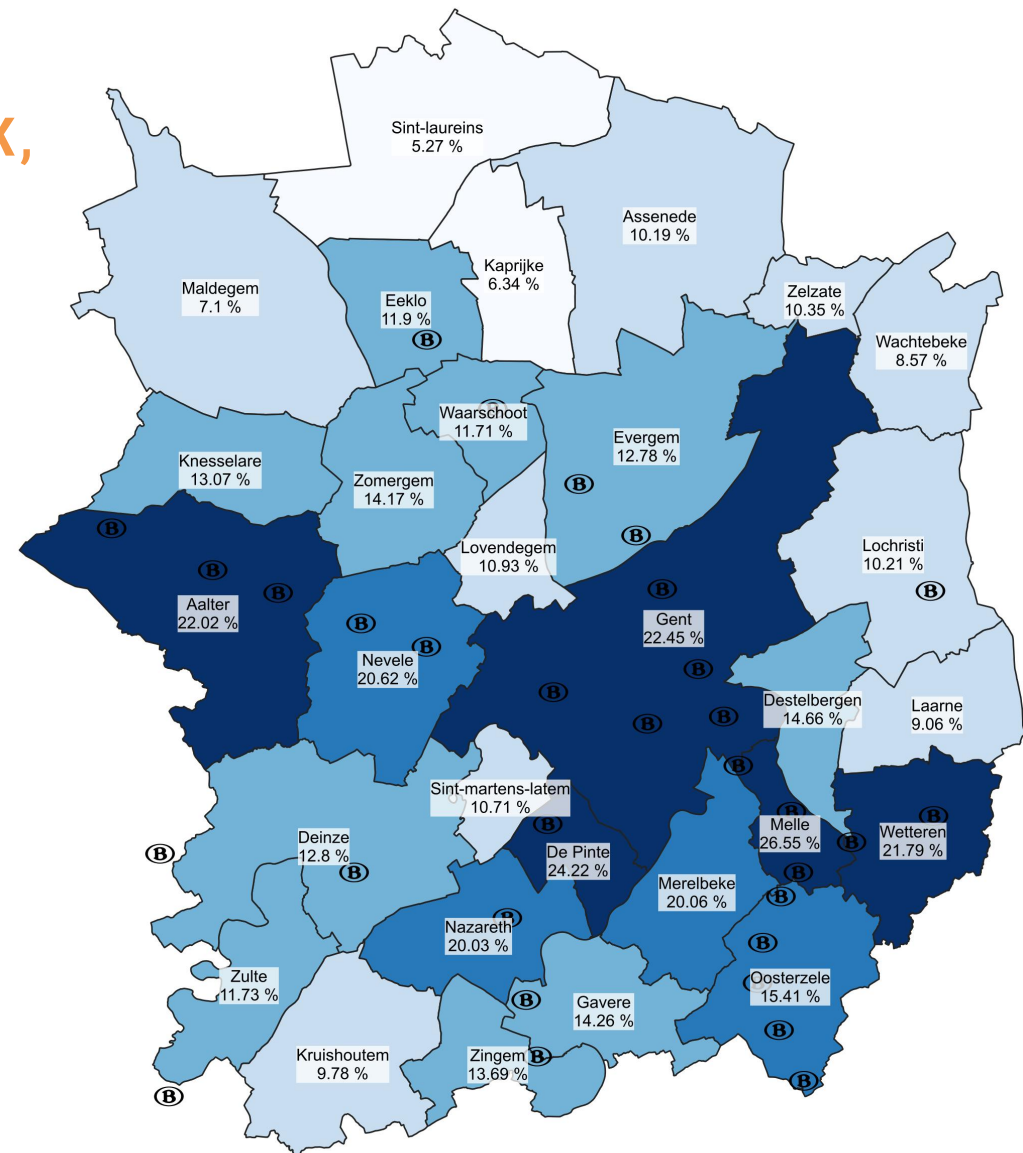 X,
Sint-laureins
5.27 %
Assenede
10.19 %
Kaprijke
6.34 %
Maldegem
7.1 %
Zelzate
10.35 %
Eeklo
11.9 %
Wachtebeke
8.57 %
B
B
Waarschoot
11.71 %
Evergem
12.78 %
Knesselare
13.07 %
Zomergem
14.17 %
B
B
B
Lovendegem
10.93 %
Lochristi
10.21 %
B
B
B
B
Aalter
22.02 %
Gent
22.45 %
B
B
Nevele
20.62 %
B
B
Destelbergen
14.66 %
Laarne
9.06 %
B
B
B
Sint-martens-latem
10.71 %
B
B
B
Deinze
12.8 %
Melle
26.55 %
Wetteren
21.79 %
B
B
De Pinte
24.22 %
B
B
Merelbeke
20.06 %
B
B
Nazareth
20.03 %
B
Zulte
11.73 %
B
Oosterzele
15.41 %
B
Gavere
14.26 %
B
Kruishoutem
9.78 %
Zingem
13.69 %
B
B
B